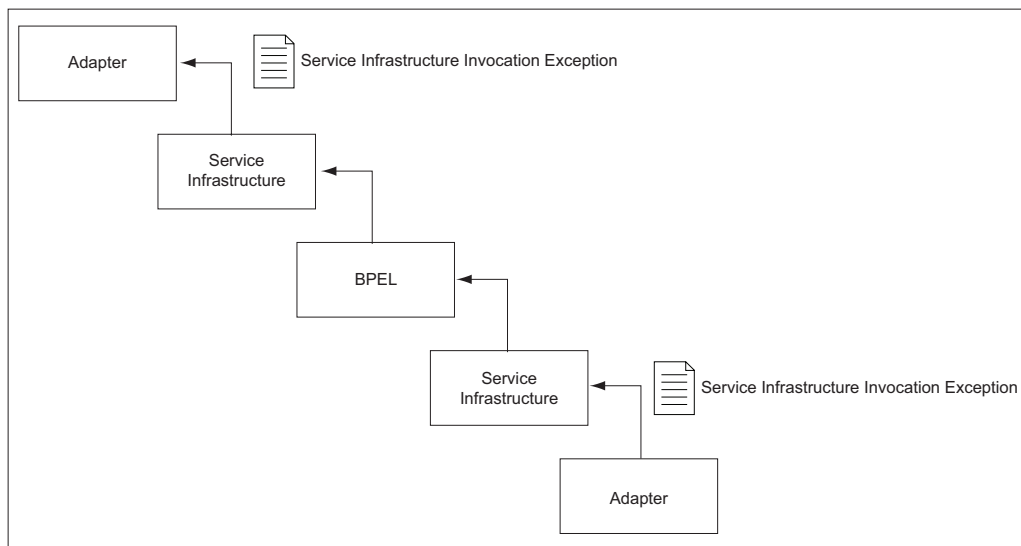 Adapter
Service Infrastructure Invocation Exception
Service
Infrastructure
BPEL
Service
Infrastructure
Service Infrastructure Invocation Exception
Adapter